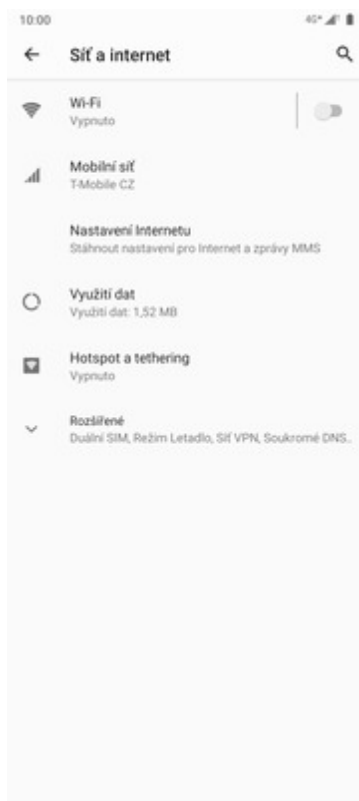 10:00
4G+
Síť a internet
Wi-Fi
Vypnuto
Mobilní síť
T-Mobile CZ
Nastavení Internetu
Stáhnout nastavení pro Internet a zprávy MMS
Využití dat
Využití dat: 1,52 MB
Hotspot a tethering
Vypnuto
Rozšířené
Duální SIM, Režim Letadlo, Síť VPN, Soukromé DNS..